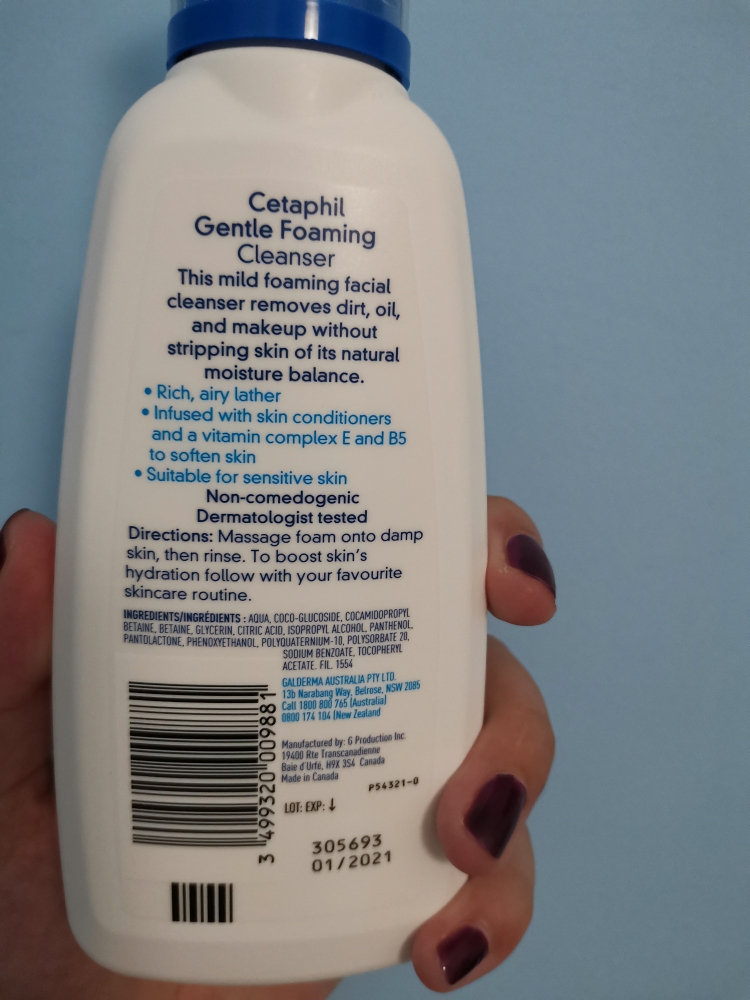 Cetaphil
Gentle Foaming
Cleanser
This mild foaming facial
cleanser removes dirt, oil,
and makeup without
stripping skin of its natural
moisture balance.
• Rich, airy lather
• Infused with skin conditioners
and a vitamin complex E and B5
to soften skin
• Suitable for sensitive skin
Non-comedogenic
Dermatologist tested
Directions: Massage foam onto damp
skin, then rinse. To boost skin's
hydration follow with your favourite
skincare routine.
INGREDIENTS/INGRÉDIENTS : AQUA, COCO-GLUCOSIDE, COCAMIDOPROPYL
BETAINE, BETAINE, GLYCERIN, CITRIC ACID, ISOPROPYL ALCOHOL, PANTHENOL,
PANTOLACTONE, PHENOXYETHANOL, POLYQUATERNIUM-10, POLYSORBATE 20,
SODIUM BENZOATE, TOCOPHERYL
ACETATE. FIL. 1554
GALDERMA AUSTRALIA PTY LTD.
13b Narabang Way, Belrose, NSW 2085
Call 1800 800 765 (Australia)
0800 174 104 (New Zealand
Manufactured by: G Production Inc.
19400 Rte Transcanadienne
Baie d'Urfé, H9X 3S4 Canada
Made in Canada
P54321-0
LOT: EXP: ↓
305693
01/2021
3 499320 009881